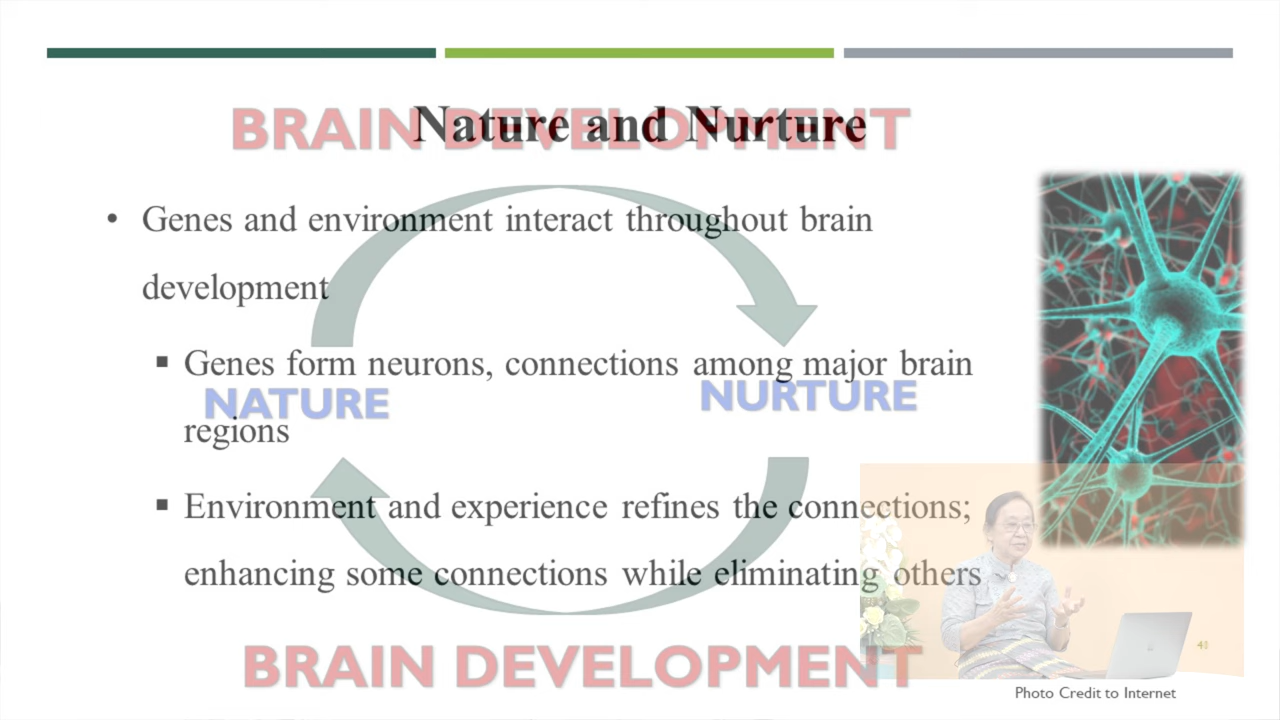 BRAIN DEVELOPMENT
Nature and Nurture
• Genes and environment interact throughout brain
development
▪ Genes form neurons, connections among major brain
NATURE
NURTURE
regions
▪ Environment and experience refines the connections;
enhancing some connections while eliminating others
48
BRAIN DEVELOPMENT
Photo Credit to Internet